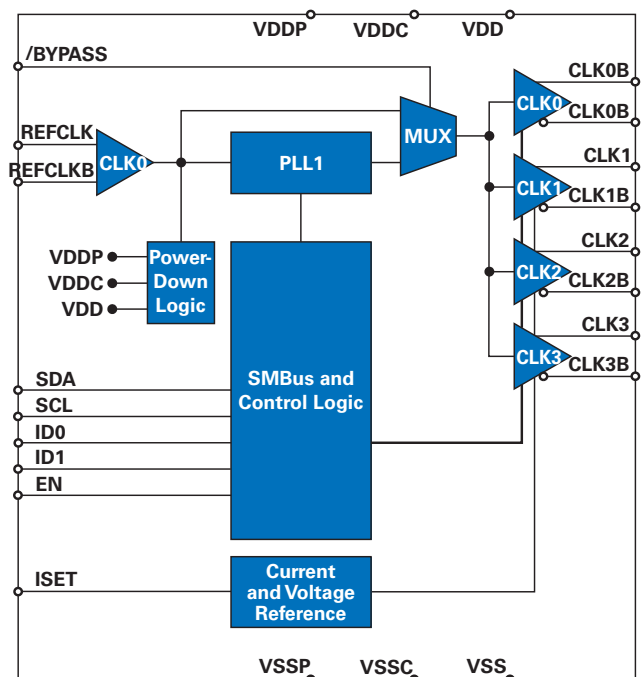 VDDP
VDDC
VDD
/BYPASS
CLK0B
CLK0
CLK0B
REFCLK
MUX
CLK0
PLL1
CLK1
REFCLKB
CLK1
CLK1B
CLK2
VDDP
Power-
Down
Logic
VDDC
VDD
CLK2
CLK2B
CLK3
CLK3
CLK3B
SDA
SMBus and
Control Logic
SCL
ID0
ID1
EN
ISET
Current
and Voltage
Reference
VSSP
VSSC
VSS